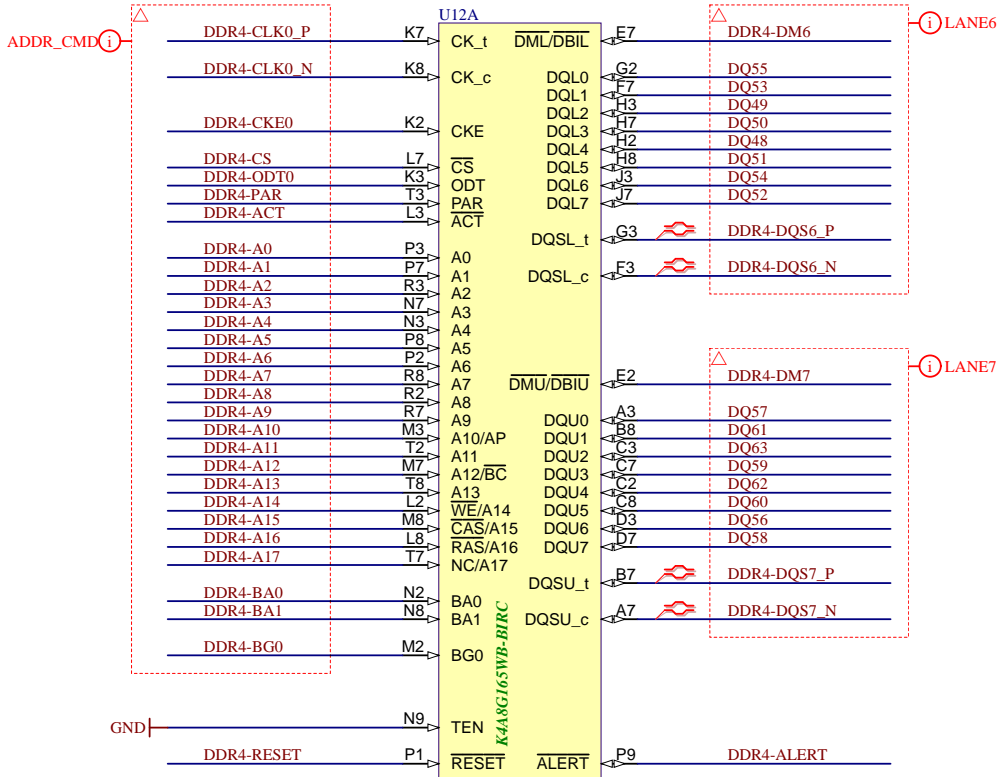 U12A
ADDR_CMD i
i LANE6
DDR4-CLK0_P K7 CK_t DML/DBIL E7 DDR4-DM6
DDR4-CLK0_N K8 CK_c DQL0 G2 DQ55
DQL1 F7 DQ53
DQL2 H3 DQ49
DDR4-CKE0 K2 CKE DQL3 H7 DQ50
DQL4 H2 DQ48
DDR4-CS L7 CS DQL5 H8 DQ51
DDR4-ODT0 K3 ODT DQL6 J3 DQ54
DDR4-PAR T3 PAR DQL7 J7 DQ52
DDR4-ACT L3 ACT
DQSL_t G3 DDR4-DQS6_P
DDR4-A0 P3 A0
DDR4-A1 P7 A1 DQSL_c F3 DDR4-DQS6_N
DDR4-A2 R3 A2
DDR4-A3 N7 A3
DDR4-A4 N3 A4
DDR4-A5 P8 A5
DDR4-A6 P2 A6
i LANE7
DDR4-A7 R8 A7 DMU/DBIU E2 DDR4-DM7
DDR4-A8 R2 A8
DDR4-A9 R7 A9 DQU0 A3 DQ57
DDR4-A10 M3 A10/AP DQU1 B8 DQ61
DDR4-A11 T2 A11 DQU2 C3 DQ63
DDR4-A12 M7 A12/BC DQU3 C7 DQ59
DDR4-A13 T8 A13 DQU4 C2 DQ62
DDR4-A14 L2 WE/A14 DQU5 C8 DQ60
DDR4-A15 M8 CAS/A15 DQU6 D3 DQ56
DDR4-A16 L8 RAS/A16 DQU7 D7 DQ58
DDR4-A17 T7 NC/A17
DQSU_t B7 DDR4-DQS7_P
DDR4-BA0 N2 BA0
DDR4-BA1 N8 BA1 DQSU_c A7 DDR4-DQS7_N
DDR4-BG0 M2 BG0
K4A8G165WB-BIRC
GND N9 TEN
DDR4-RESET P1 RESET ALERT P9 DDR4-ALERT